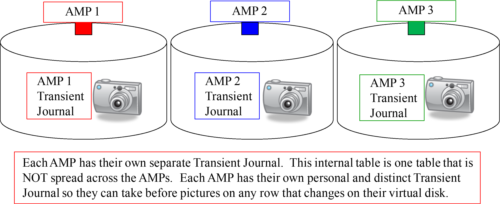 AMP 1
AMP 2
AMP 3
AMP 1
Transient
Journal
AMP 2
Transient
Journal
AMP 3
Transient
Journal
Each AMP has their own separate Transient Journal.  This internal table is one table that is
NOT spread across the AMPs.  Each AMP has their own personal and distinct Transient
Journal so they can take before pictures on any row that changes on their virtual disk.